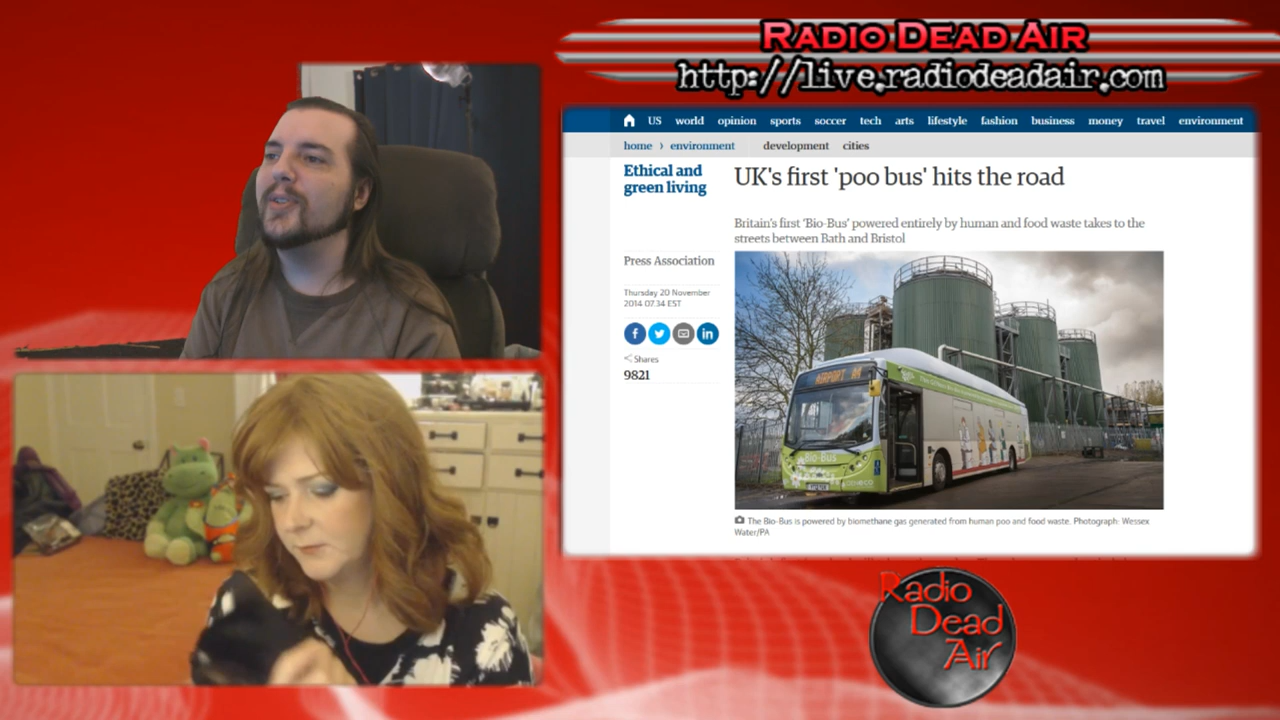 RADIO DEAD AIR
http://live.radiodeadair.com
US world opinion sports soccer tech arts lifestyle fashion business money travel environment
home › environment development cities
Ethical and
green living
UK's first 'poo bus' hits the road
Britain's first 'Bio-Bus' powered entirely by human and food waste takes to the
streets between Bath and Bristol
Press Association
Thursday 20 November
2014 07.34 EST
Shares
9821
AIRPORT
Bio-Bus
The Bio-Bus is powered by biomethane gas generated from human poo and food waste. Photograph: Wessex
Water/PA
Radio
Dead
Air